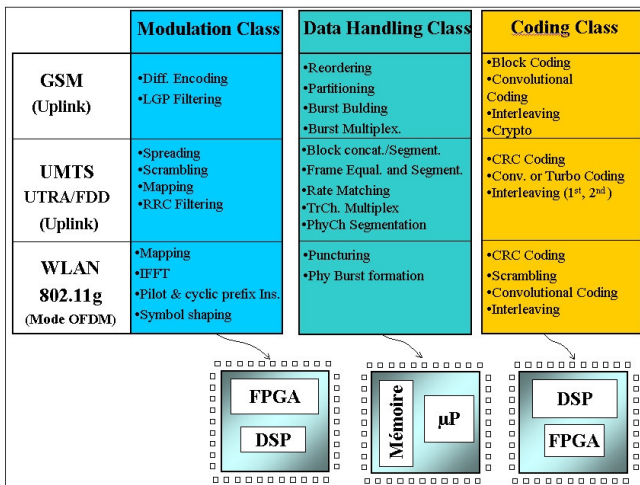 Modulation Class
Data Handling Class
Coding Class
GSM
(Uplink)
•Diff. Encoding
•LGP Filtering
•Reordering
•Partitioning
•Burst Bulding
•Burst Multiplex.
•Block Coding
•Convolutional
Coding
•Interleaving
•Crypto
UMTS
UTRA/FDD
(Uplink)
•Spreading
•Scrambling
•Mapping
•RRC Filtering
•Block concat./Segment.
•Frame Equal. and Segment.
•Rate Matching
•TrCh. Multiplex
•PhyCh Segmentation
•CRC Coding
•Conv. or Turbo Coding
•Interleaving (1st, 2nd )
WLAN
802.11g
(Mode OFDM)
•Mapping
•IFFT
•Pilot & cyclic prefix Ins.
•Symbol shaping
•Puncturing
•Phy Burst formation
•CRC Coding
•Scrambling
•Convolutional Coding
•Interleaving
FPGA
DSP
Mémoire
µP
DSP
FPGA